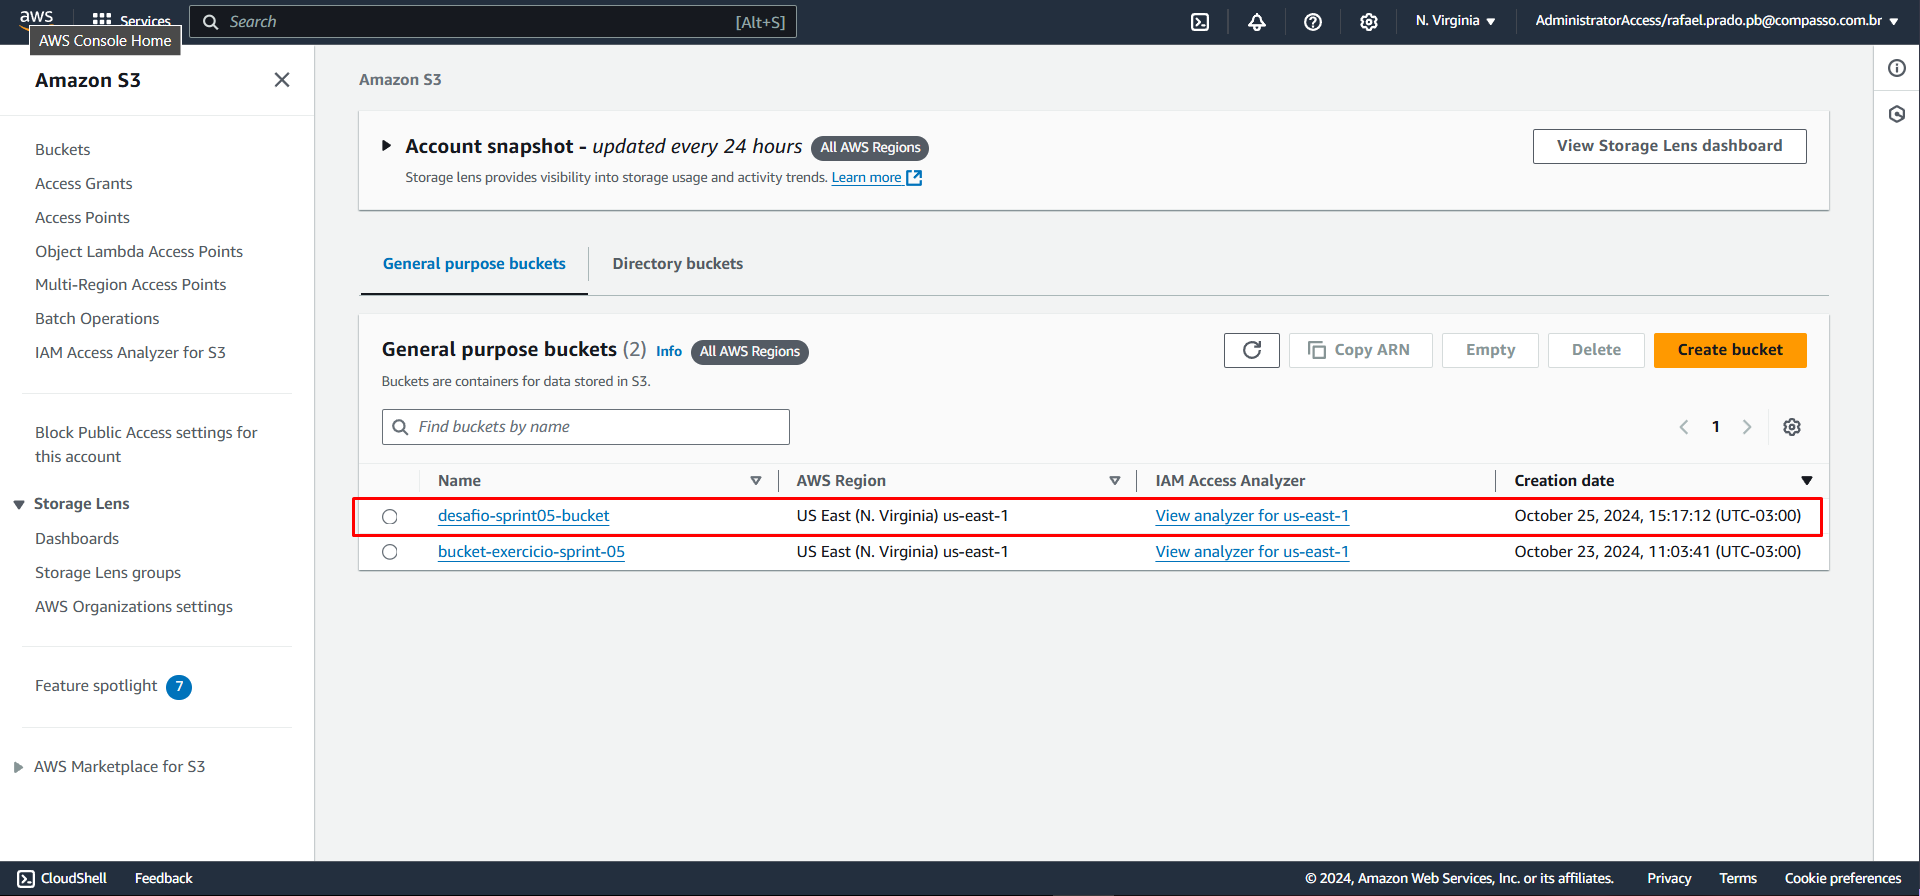 aws
Services
Search [Alt+S]
N. Virginia
AdministratorAccess/rafael.prado.pb@compasso.com.br
AWS Console Home
Amazon S3
Buckets
Access Grants
Access Points
Object Lambda Access Points
Multi-Region Access Points
Batch Operations
IAM Access Analyzer for S3
Block Public Access settings for
this account
Storage Lens
Dashboards
Storage Lens groups
AWS Organizations settings
Feature spotlight 7
AWS Marketplace for S3
Amazon S3
Account snapshot - updated every 24 hours All AWS Regions
Storage lens provides visibility into storage usage and activity trends. Learn more
View Storage Lens dashboard
General purpose buckets Directory buckets
General purpose buckets (2) Info All AWS Regions
Buckets are containers for data stored in S3.
Copy ARN Empty Delete Create bucket
Find buckets by name
1
Name AWS Region IAM Access Analyzer Creation date
desafio-sprint05-bucket US East (N. Virginia) us-east-1 View analyzer for us-east-1 October 25, 2024, 15:17:12 (UTC-03:00)
bucket-exercicio-sprint-05 US East (N. Virginia) us-east-1 View analyzer for us-east-1 October 23, 2024, 11:03:41 (UTC-03:00)
CloudShell Feedback © 2024, Amazon Web Services, Inc. or its affiliates. Privacy Terms Cookie preferences